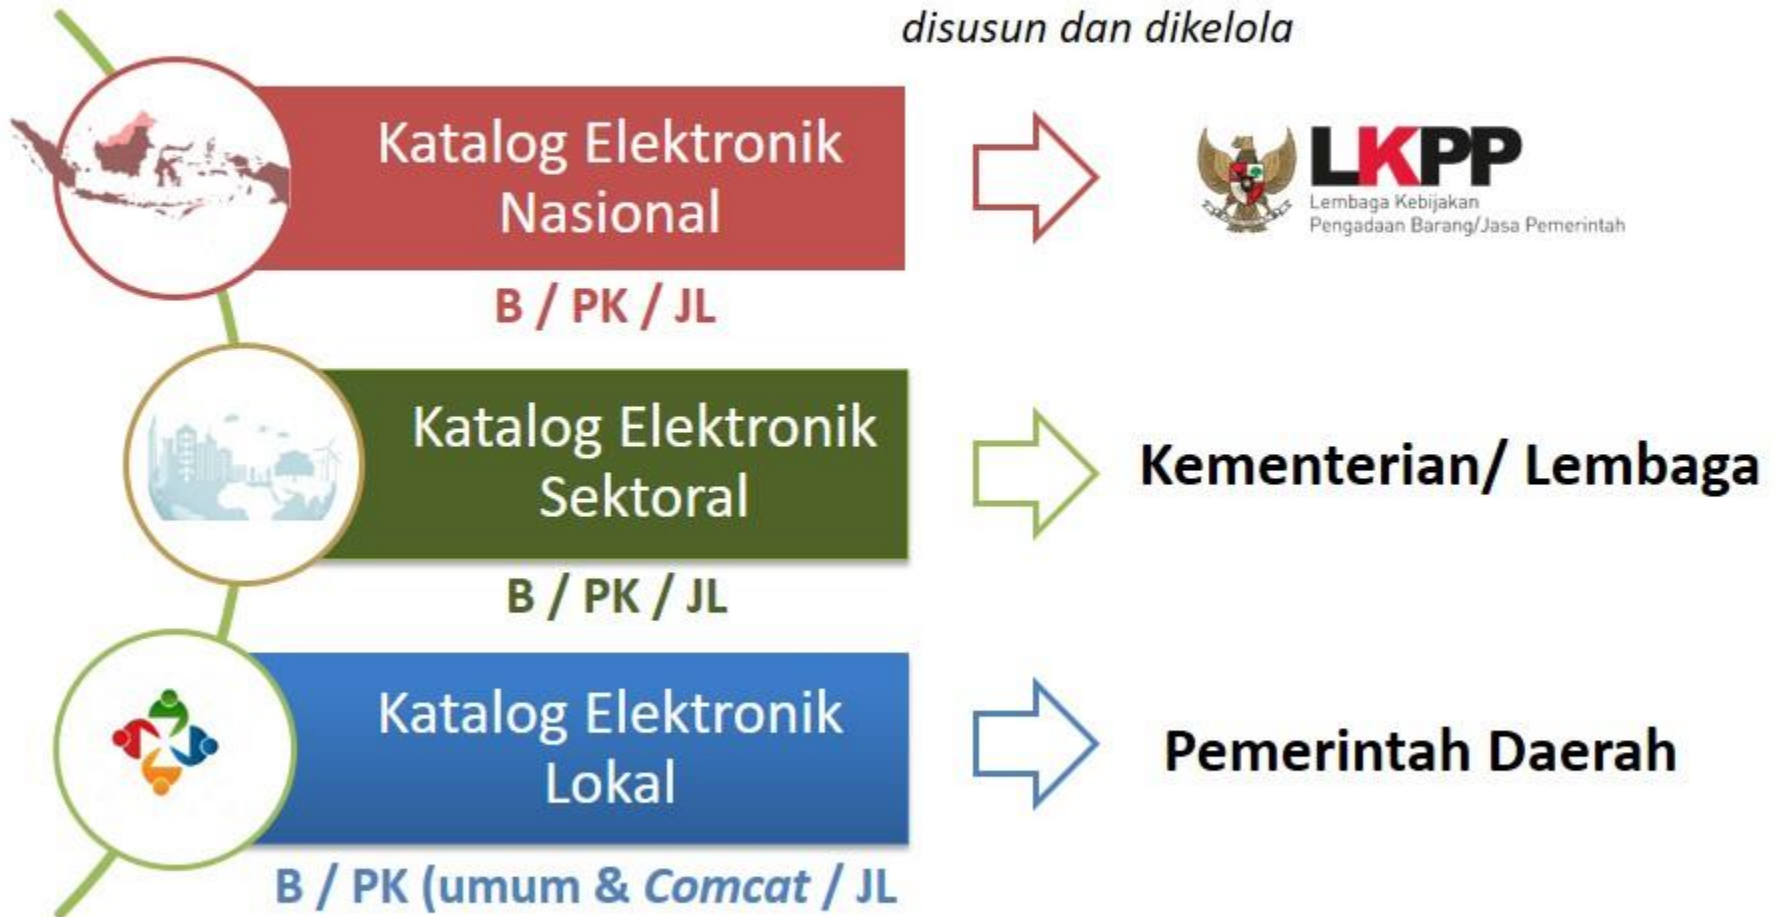 disusun dan dikelola
Katalog Elektronik
Nasional
LKPP
Lembaga Kebijakan
Pengadaan Barang/Jasa Pemerintah
B / PK / JL
Katalog Elektronik
Sektoral
Kementerian/ Lembaga
B / PK / JL
Katalog Elektronik
Lokal
Pemerintah Daerah
B / PK (umum & Comcat / JL